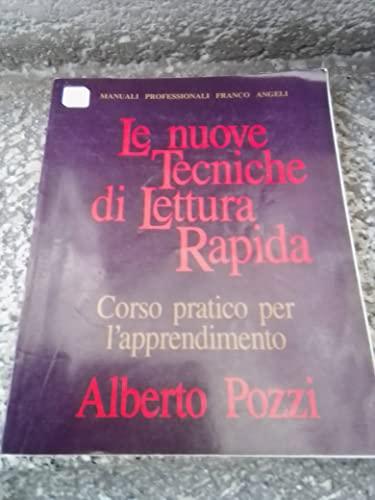 MANUALI PROFESSIONALI FRANCO ANGELI
Le nuove
Tecniche
di Lettura
Rapida
Corso pratico per
l'apprendimento
Alberto Pozzi